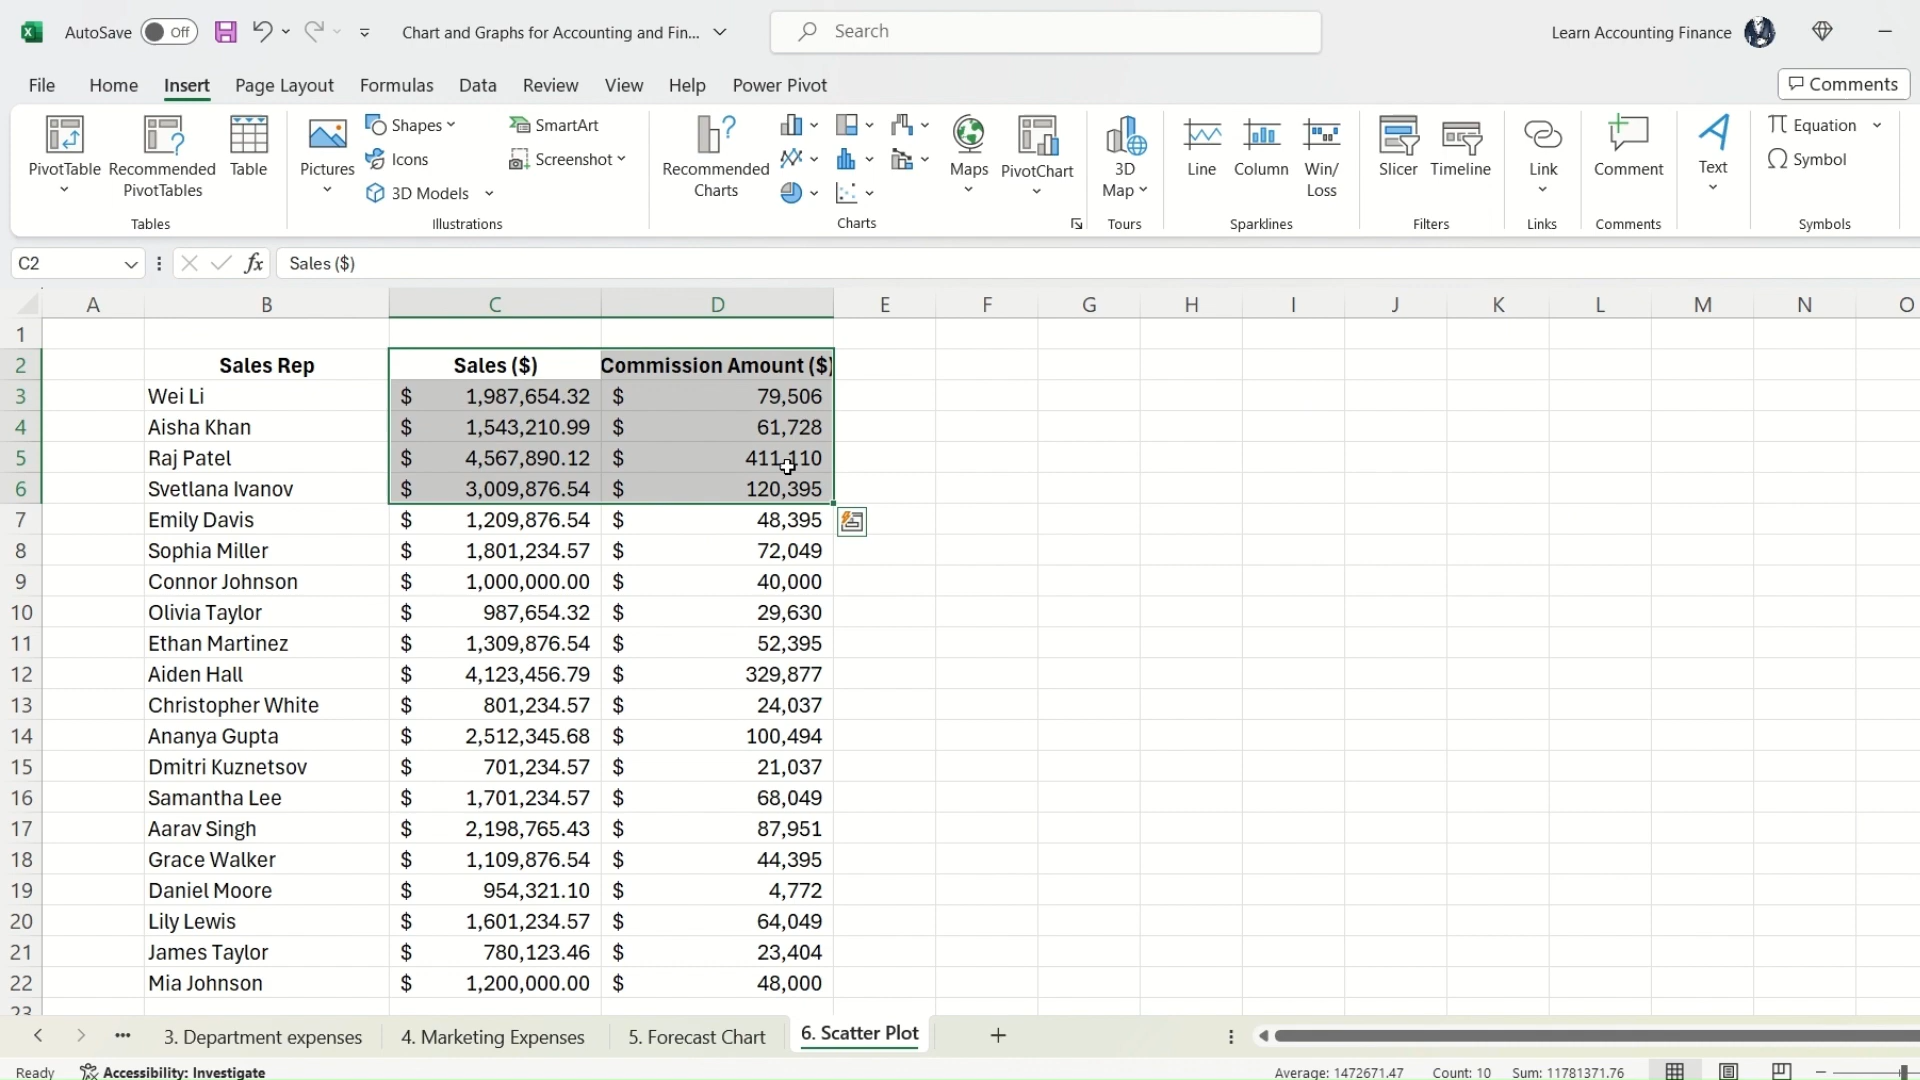 AutoSave Off Chart and Graphs for Accounting and Fin... Search Learn Accounting Finance
File Home Insert Page Layout Formulas Data Review View Help Power Pivot Comments
PivotTable
Recommended PivotTables
Table
Tables
Pictures
Shapes
Icons
3D Models
SmartArt
Screenshot
Illustrations
Recommended Charts
Maps
PivotChart
Charts
3D Map
Tours
Line
Column
Win/ Loss
Sparklines
Slicer
Timeline
Filters
Link
Links
Comment
Comments
Text
Equation
Symbol
Symbols
C2 fx Sales ($)
A B C D E F G H I J K L M N O
1
2 Sales Rep Sales ($) Commission Amount ($)
3 Wei Li $ 1,987,654.32 $ 79,506
4 Aisha Khan $ 1,543,210.99 $ 61,728
5 Raj Patel $ 4,567,890.12 $ 411,110
6 Svetlana Ivanov $ 3,009,876.54 $ 120,395
7 Emily Davis $ 1,209,876.54 $ 48,395
8 Sophia Miller $ 1,801,234.57 $ 72,049
9 Connor Johnson $ 1,000,000.00 $ 40,000
10 Olivia Taylor $ 987,654.32 $ 29,630
11 Ethan Martinez $ 1,309,876.54 $ 52,395
12 Aiden Hall $ 4,123,456.79 $ 329,877
13 Christopher White $ 801,234.57 $ 24,037
14 Ananya Gupta $ 2,512,345.68 $ 100,494
15 Dmitri Kuznetsov $ 701,234.57 $ 21,037
16 Samantha Lee $ 1,701,234.57 $ 68,049
17 Aarav Singh $ 2,198,765.43 $ 87,951
18 Grace Walker $ 1,109,876.54 $ 44,395
19 Daniel Moore $ 954,321.10 $ 4,772
20 Lily Lewis $ 1,601,234.57 $ 64,049
21 James Taylor $ 780,123.46 $ 23,404
22 Mia Johnson $ 1,200,000.00 $ 48,000
23
3. Department expenses 4. Marketing Expenses 5. Forecast Chart 6. Scatter Plot
Ready Accessibility: Investigate Average: 1472671.47 Count: 10 Sum: 11781371.76